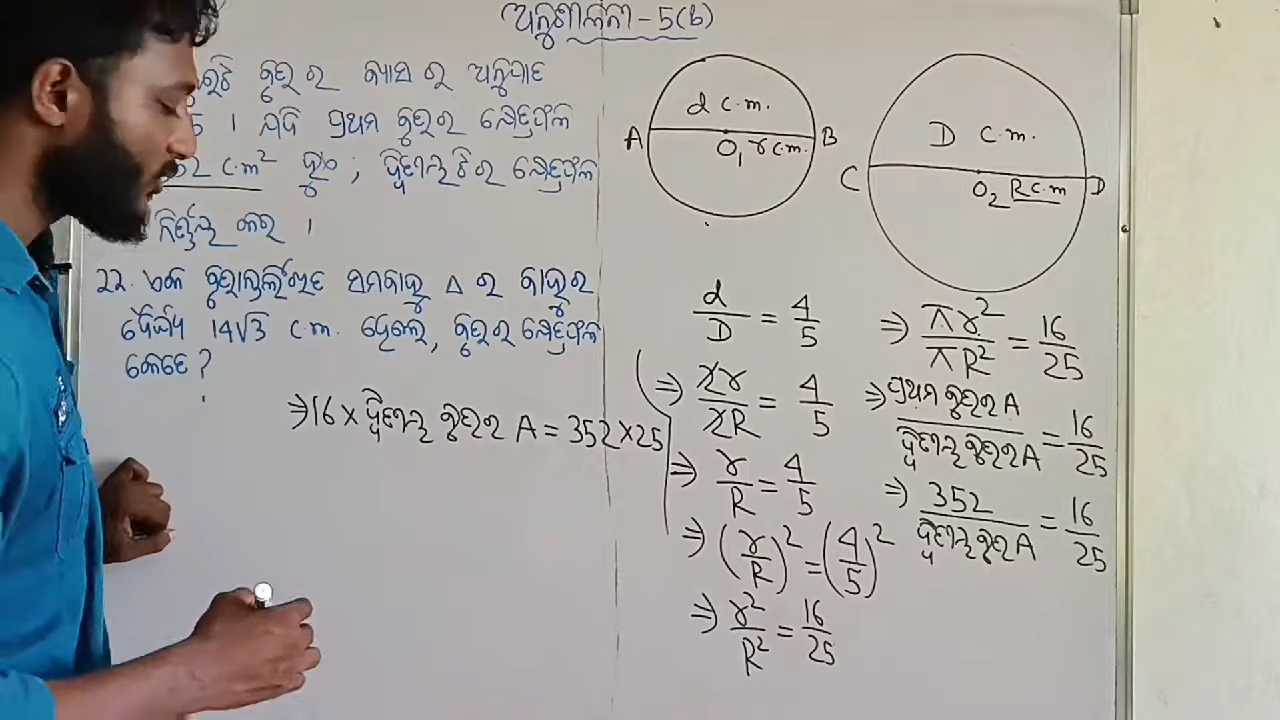 ଅନୁଶୀଳନୀ - 5(b)
ବୃତ୍ତ ର ବ୍ୟାସ ର ଅନୁପାତ
5 । ଯଦି ପ୍ରଥମ ବୃତ୍ତର କ୍ଷେତ୍ରଫଳ
52 c.m² ହୁଏ ; ଦ୍ୱିତୀୟଟିର କ୍ଷେତ୍ରଫଳ
ନିର୍ଣ୍ଣୟ କର ।
22. ଏକ ବୃତ୍ତାନ୍ତର୍ଲିଖିତ ସମବାହୁ Δ ର ବାହୁର
ଦୈର୍ଘ୍ୟ 14√3 c.m. ହେଲେ, ବୃତ୍ତର କ୍ଷେତ୍ରଫଳ
କେତେ ?
⇒ 16 × ଦ୍ୱିତୀୟ ବୃତ୍ତର A = 352 × 25
d c.m.
A B
O₁ r c.m.
D c.m.
C D
O₂ R c.m
d/D = 4/5
⇒ 2r/2R = 4/5
⇒ r/R = 4/5
⇒ (r/R)² = (4/5)²
⇒ r²/R² = 16/25
⇒ πr²/πR² = 16/25
⇒ ପ୍ରଥମ ବୃତ୍ତର A/ଦ୍ୱିତୀୟ ବୃତ୍ତର A = 16/25
⇒ 352/ଦ୍ୱିତୀୟ ବୃତ୍ତର A = 16/25